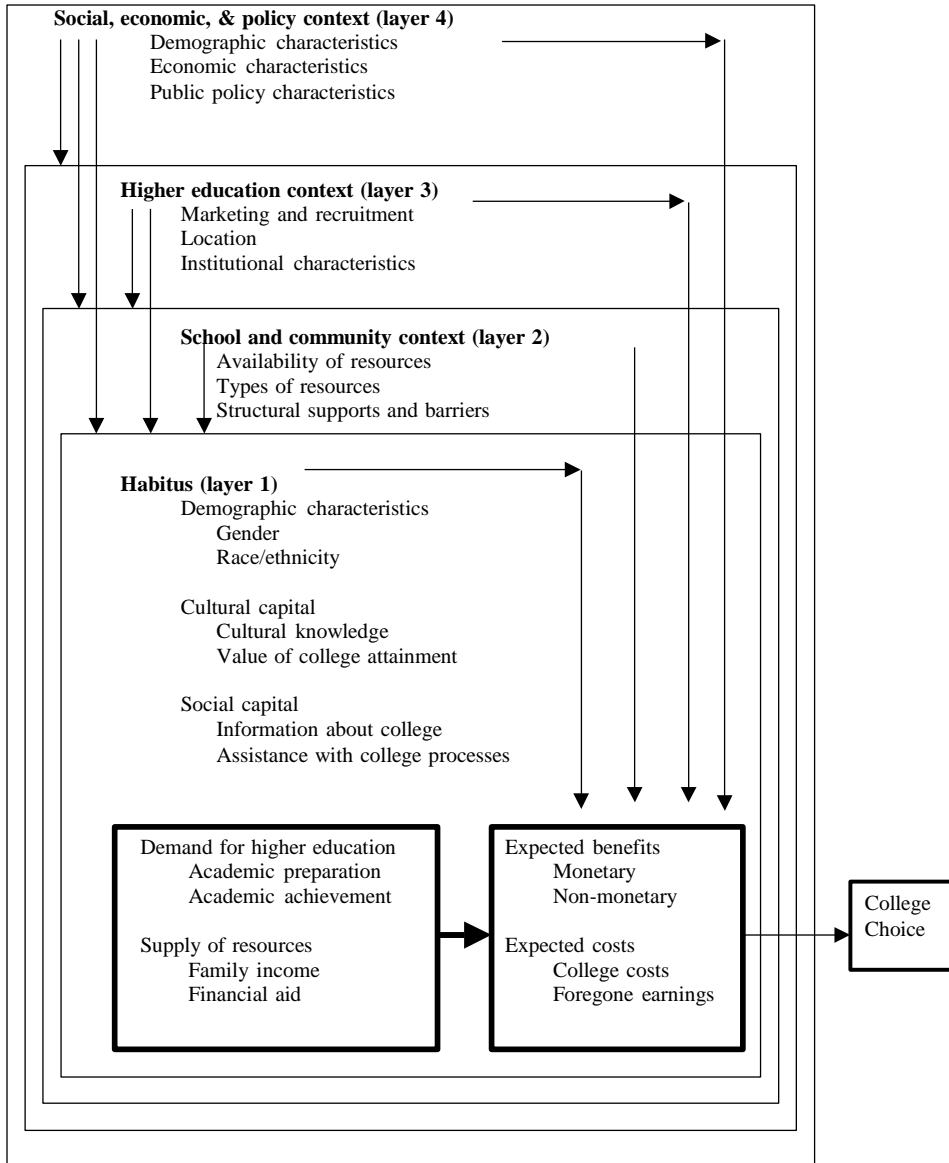 Social, economic, & policy context (layer 4)
Demographic characteristics
Economic characteristics
Public policy characteristics
Higher education context (layer 3)
Marketing and recruitment
Location
Institutional characteristics
School and community context (layer 2)
Availability of resources
Types of resources
Structural supports and barriers
Habitus (layer 1)
Demographic characteristics
Gender
Race/ethnicity
Cultural capital
Cultural knowledge
Value of college attainment
Social capital
Information about college
Assistance with college processes
Demand for higher education
Academic preparation
Academic achievement
Supply of resources
Family income
Financial aid
Expected benefits
Monetary
Non-monetary
Expected costs
College costs
Foregone earnings
College
Choice